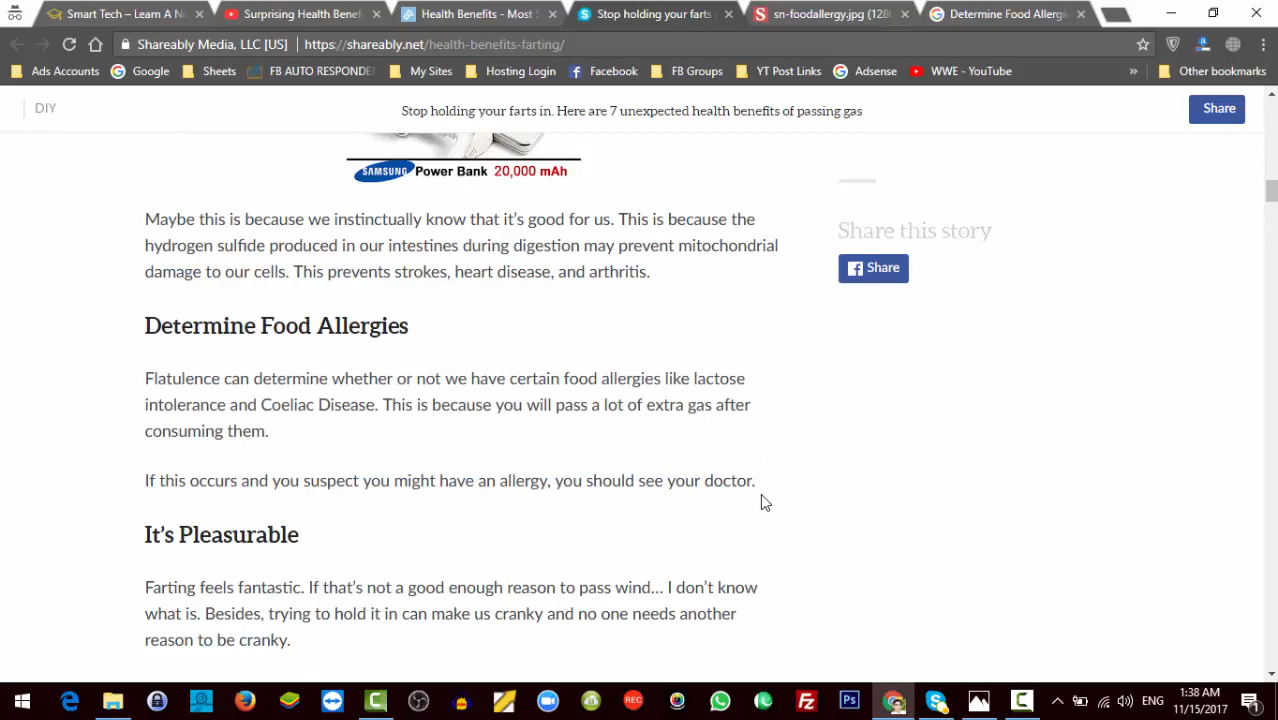 Smart Tech – Learn A N
Surprising Health Benef
Health Benefits - Most S
Stop holding your farts
sn-foodallergy.jpg (128
Determine Food Allergi
Shareably Media, LLC [US] https://shareably.net/health-benefits-farting/
Ads Accounts
Google
Sheets
FB AUTO RESPONDE
My Sites
Hosting Login
Facebook
FB Groups
YT Post Links
Adsense
WWE - YouTube
»
Other bookmarks
DIY
Stop holding your farts in. Here are 7 unexpected health benefits of passing gas
Share
SAMSUNG Power Bank 20,000 mAh
Maybe this is because we instinctually know that it's good for us. This is because the
hydrogen sulfide produced in our intestines during digestion may prevent mitochondrial
damage to our cells. This prevents strokes, heart disease, and arthritis.
Share this story
Share
Determine Food Allergies
Flatulence can determine whether or not we have certain food allergies like lactose
intolerance and Coeliac Disease. This is because you will pass a lot of extra gas after
consuming them.
If this occurs and you suspect you might have an allergy, you should see your doctor.
It's Pleasurable
Farting feels fantastic. If that's not a good enough reason to pass wind... I don't know
what is. Besides, trying to hold it in can make us cranky and no one needs another
reason to be cranky.
REC
Ps
ENG
1:38 AM
11/15/2017
1